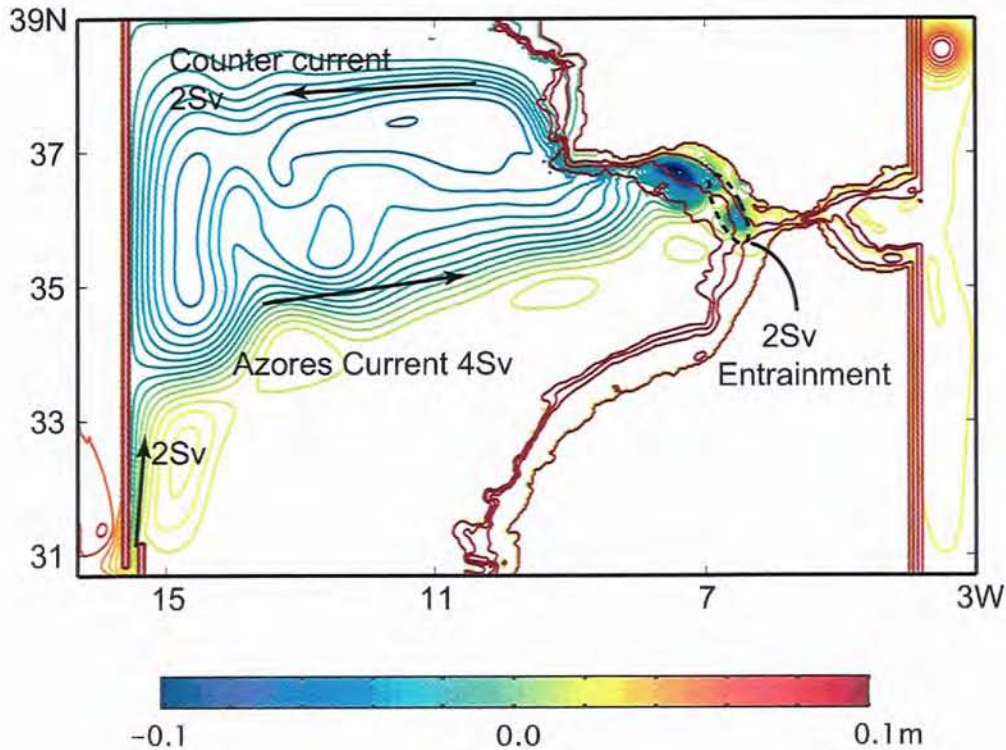 39N
Counter current
2Sv
37
35
2Sv
Azores Current 4Sv
Entrainment
33
2Sv
31
15
11
7
3W
-0.1
0.0
0.1m